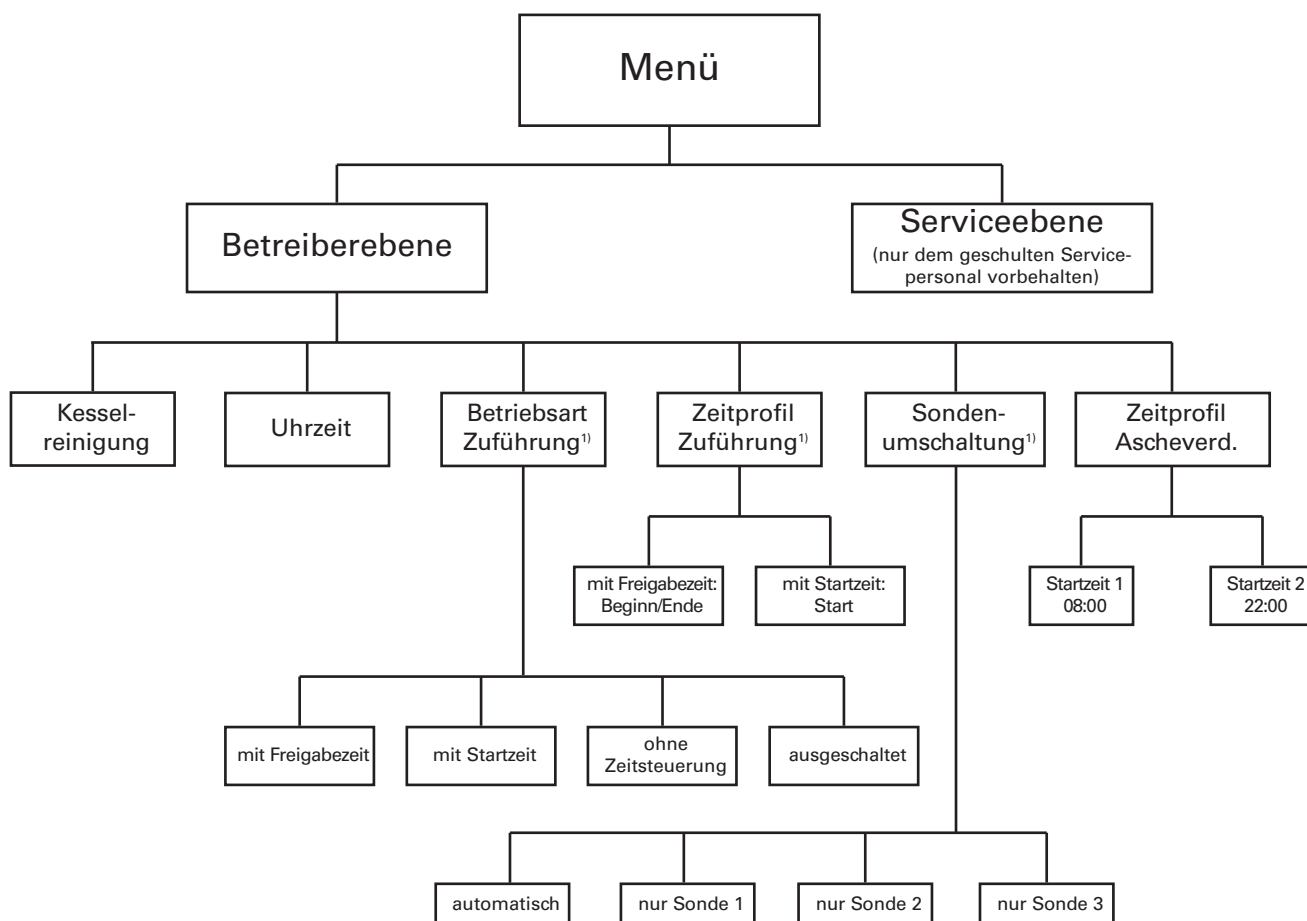 Menü
Betreiberebene
Serviceebene
(nur dem geschulten Service-
personal vorbehalten)
Kessel-
reinigung
Uhrzeit
Betriebsart
Zuführung1)
Zeitprofil
Zuführung1)
Sonden-
umschaltung1)
Zeitprofil
Ascheverd.
mit Freigabezeit:
Beginn/Ende
mit Startzeit:
Start
Startzeit 1
08:00
Startzeit 2
22:00
mit Freigabezeit
mit Startzeit
ohne
Zeitsteuerung
ausgeschaltet
automatisch
nur Sonde 1
nur Sonde 2
nur Sonde 3